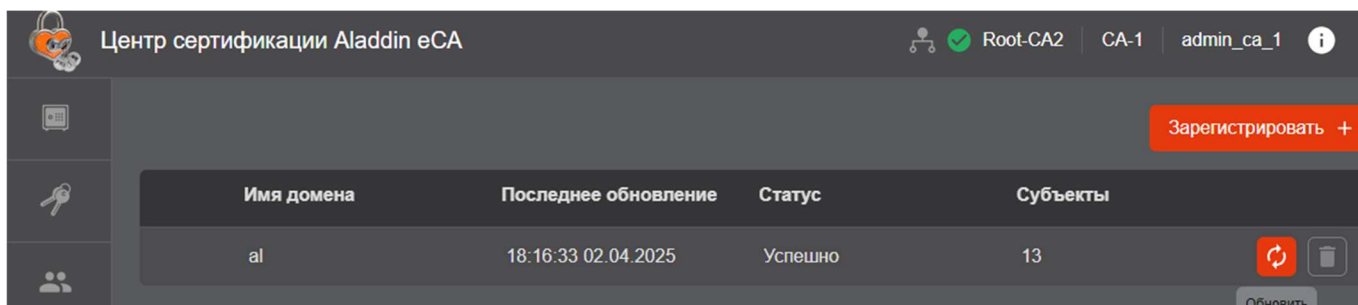 Центр сертификации Aladdin eCA
Root-CA2 CA-1 admin_ca_1
Зарегистрировать +
Имя домена Последнее обновление Статус Субъекты
al 18:16:33 02.04.2025 Успешно 13
Обновить